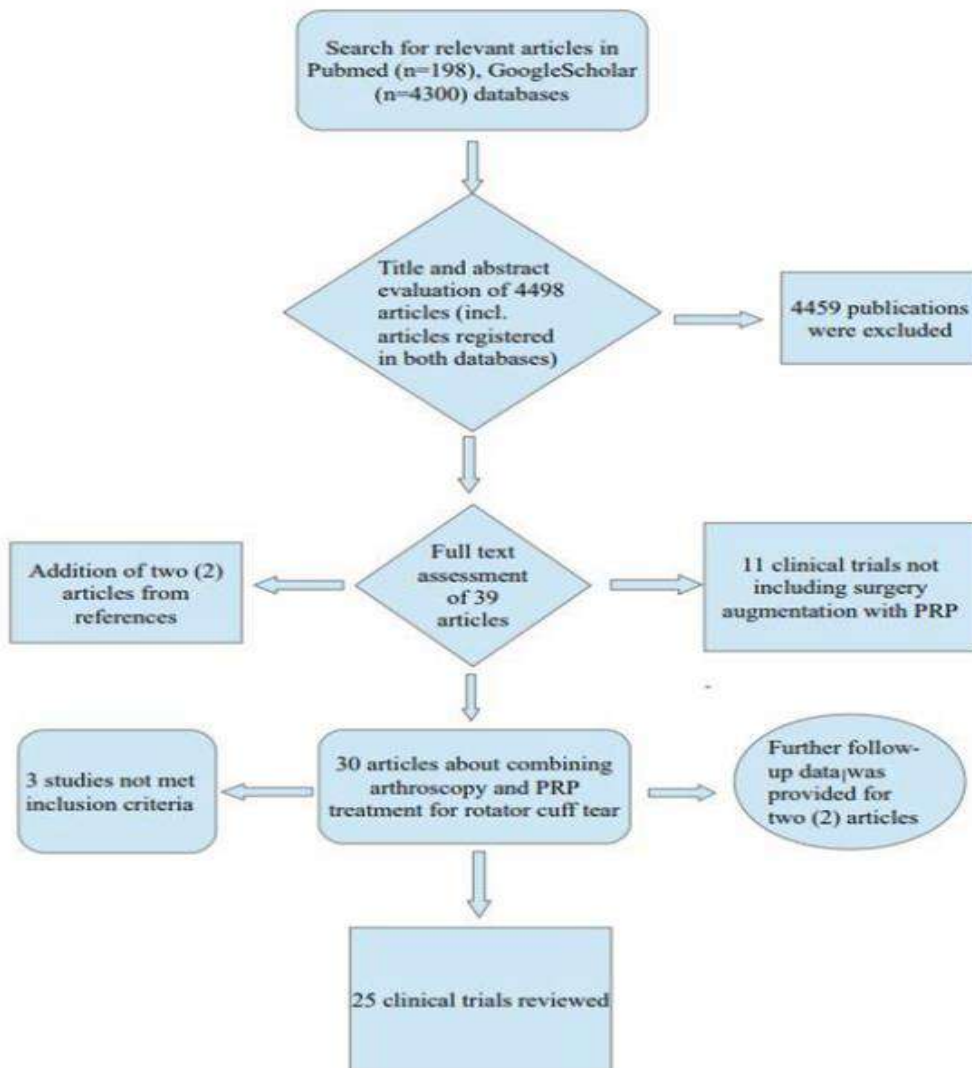 Search for relevant articles in
Pubmed (n=198), GoogleScholar
(n=4300) databases
Title and abstract
evaluation of 4498
articles (incl.
articles registered
in both databases)
4459 publications
were excluded
Addition of two (2)
articles from
references
Full text
assessment
of 39
articles
11 clinical trials not
including surgery
augmentation with PRP
3 studies not met
inclusion criteria
30 articles about combining
arthroscopy and PRP
treatment for rotator cuff tear
Further follow-
up data was
provided for
two (2) articles
25 clinical trials reviewed